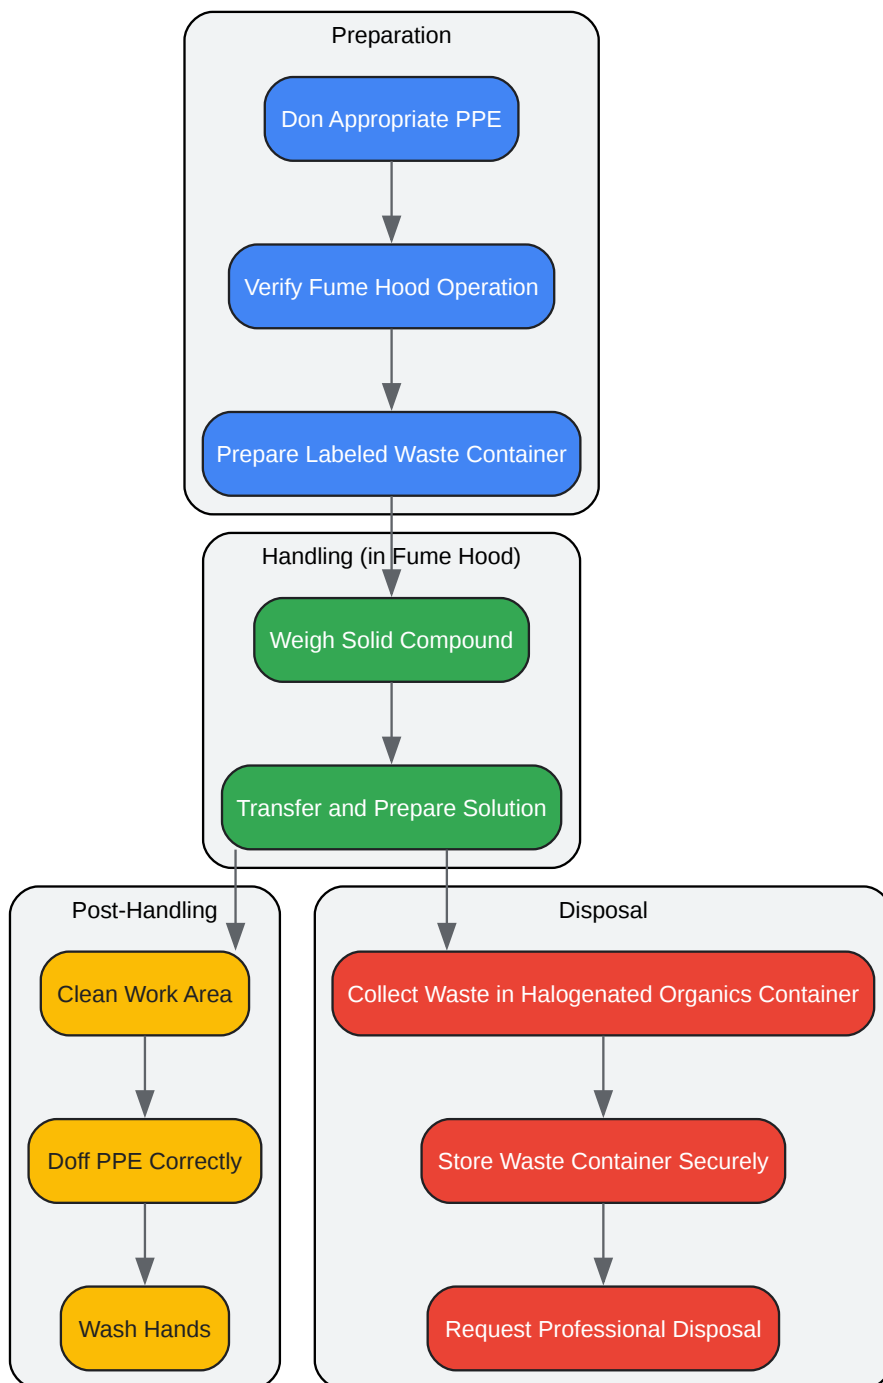 Preparation
Don Appropriate PPE
Verify Fume Hood Operation
Prepare Labeled Waste Container
Handling (in Fume Hood)
Weigh Solid Compound
Transfer and Prepare Solution
Post-Handling
Clean Work Area
Doff PPE Correctly
Wash Hands
Disposal
Collect Waste in Halogenated Organics Container
Store Waste Container Securely
Request Professional Disposal